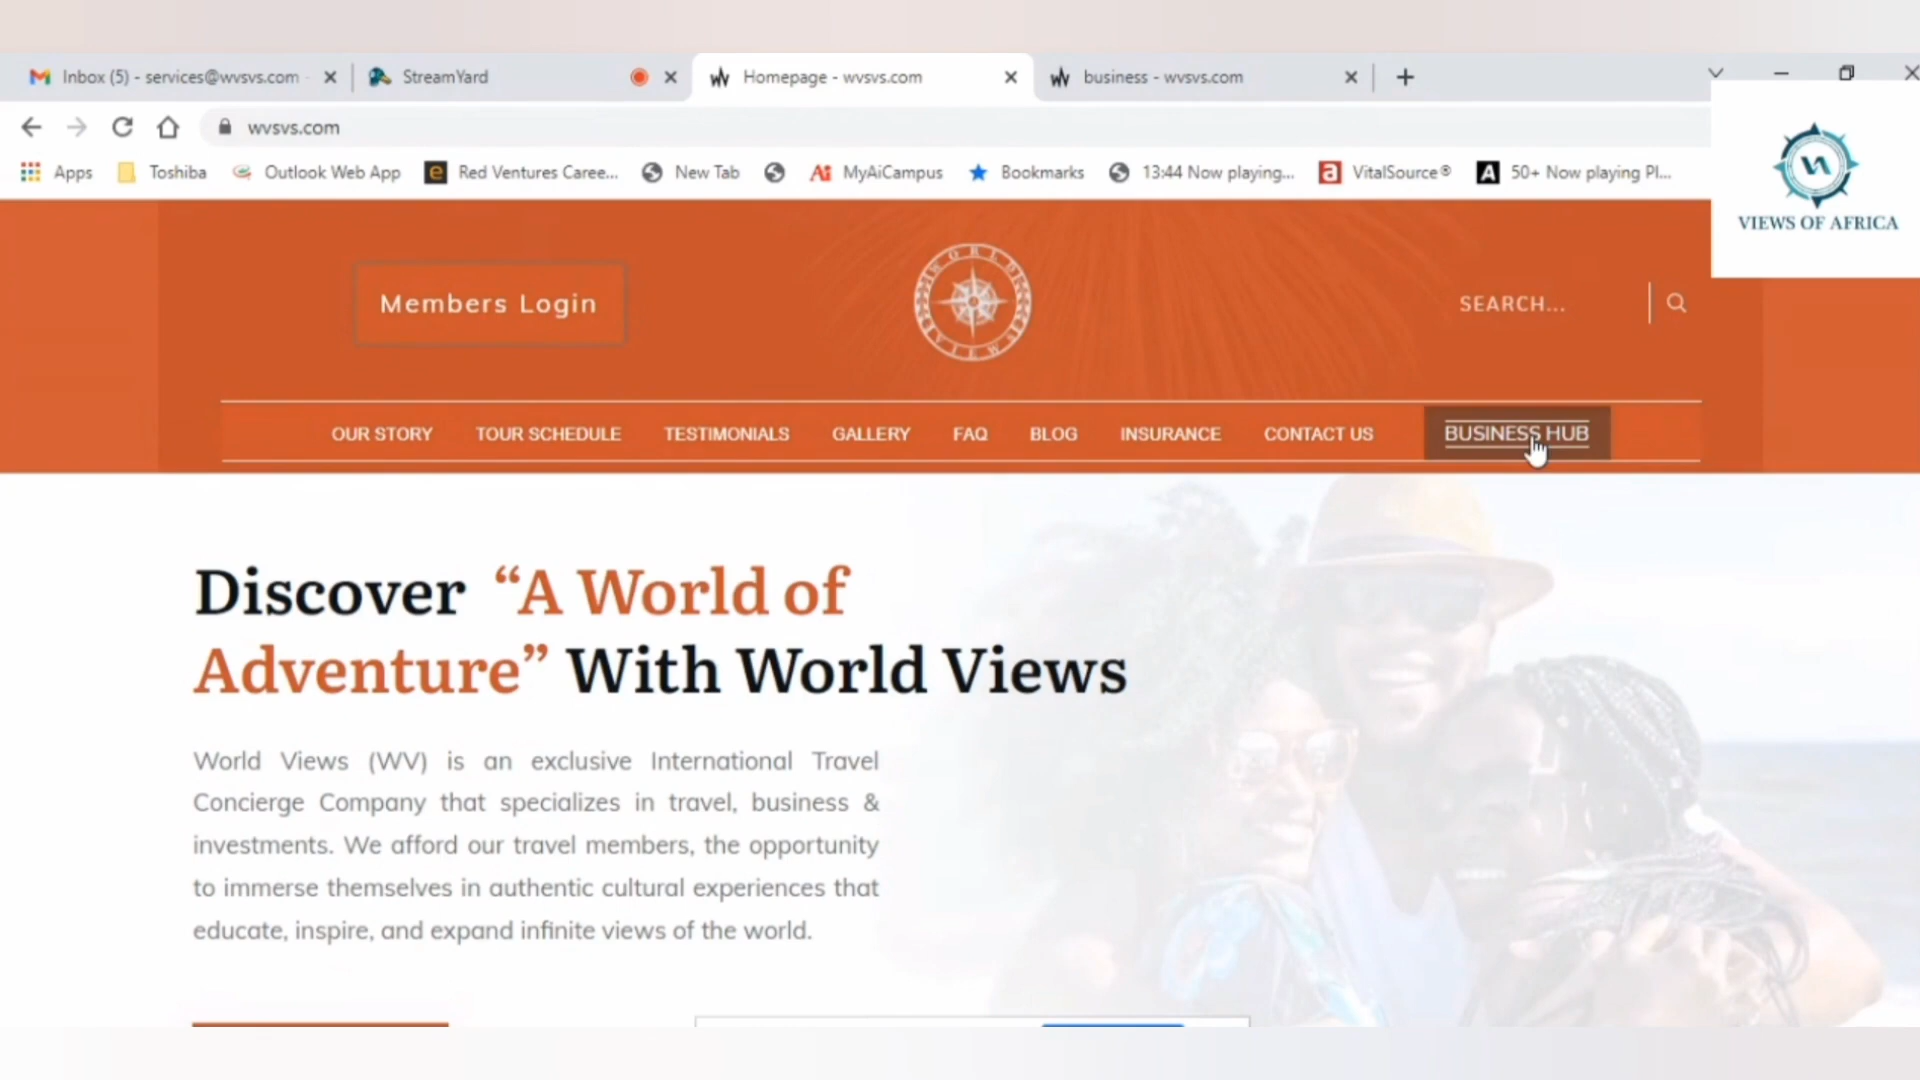 Inbox (5) - services@wvsvs.com
StreamYard
Homepage - wvsvs.com
business - wvsvs.com
wvsvs.com
Apps
Toshiba
Outlook Web App
Red Ventures Caree...
New Tab
MyAiCampus
Bookmarks
13:44 Now playing...
VitalSource®
50+ Now playing Pl...
VIEWS OF AFRICA
Members Login
WORLD VIEWS
SEARCH...
OUR STORY
TOUR SCHEDULE
TESTIMONIALS
GALLERY
FAQ
BLOG
INSURANCE
CONTACT US
BUSINESS HUB
Discover “A World of
Adventure” With World Views
World Views (WV) is an exclusive International Travel
Concierge Company that specializes in travel, business &
investments. We afford our travel members, the opportunity
to immerse themselves in authentic cultural experiences that
educate, inspire, and expand infinite views of the world.